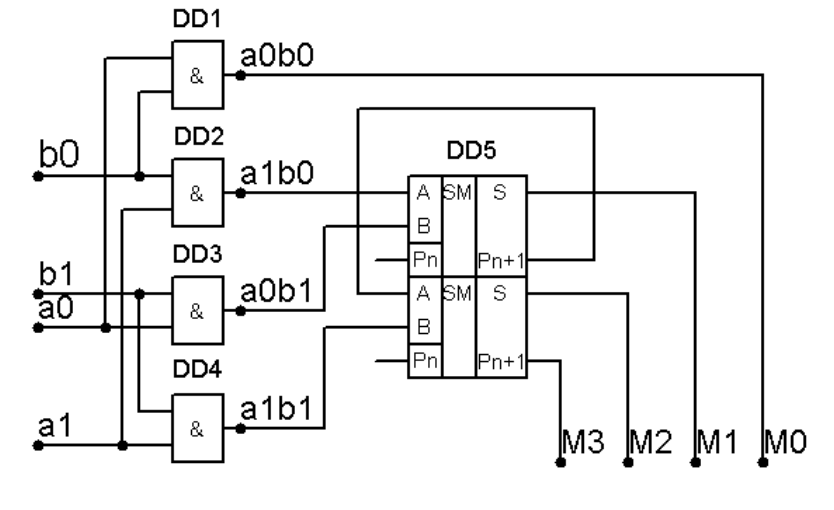 DD1
&
a0b0
b0
DD2
&
a1b0
DD5
A SM S
B
Pn Pn+1
A SM S
B
Pn Pn+1
b1
a0
DD3
&
a0b1
DD4
&
a1b1
a1
M3 M2 M1 M0